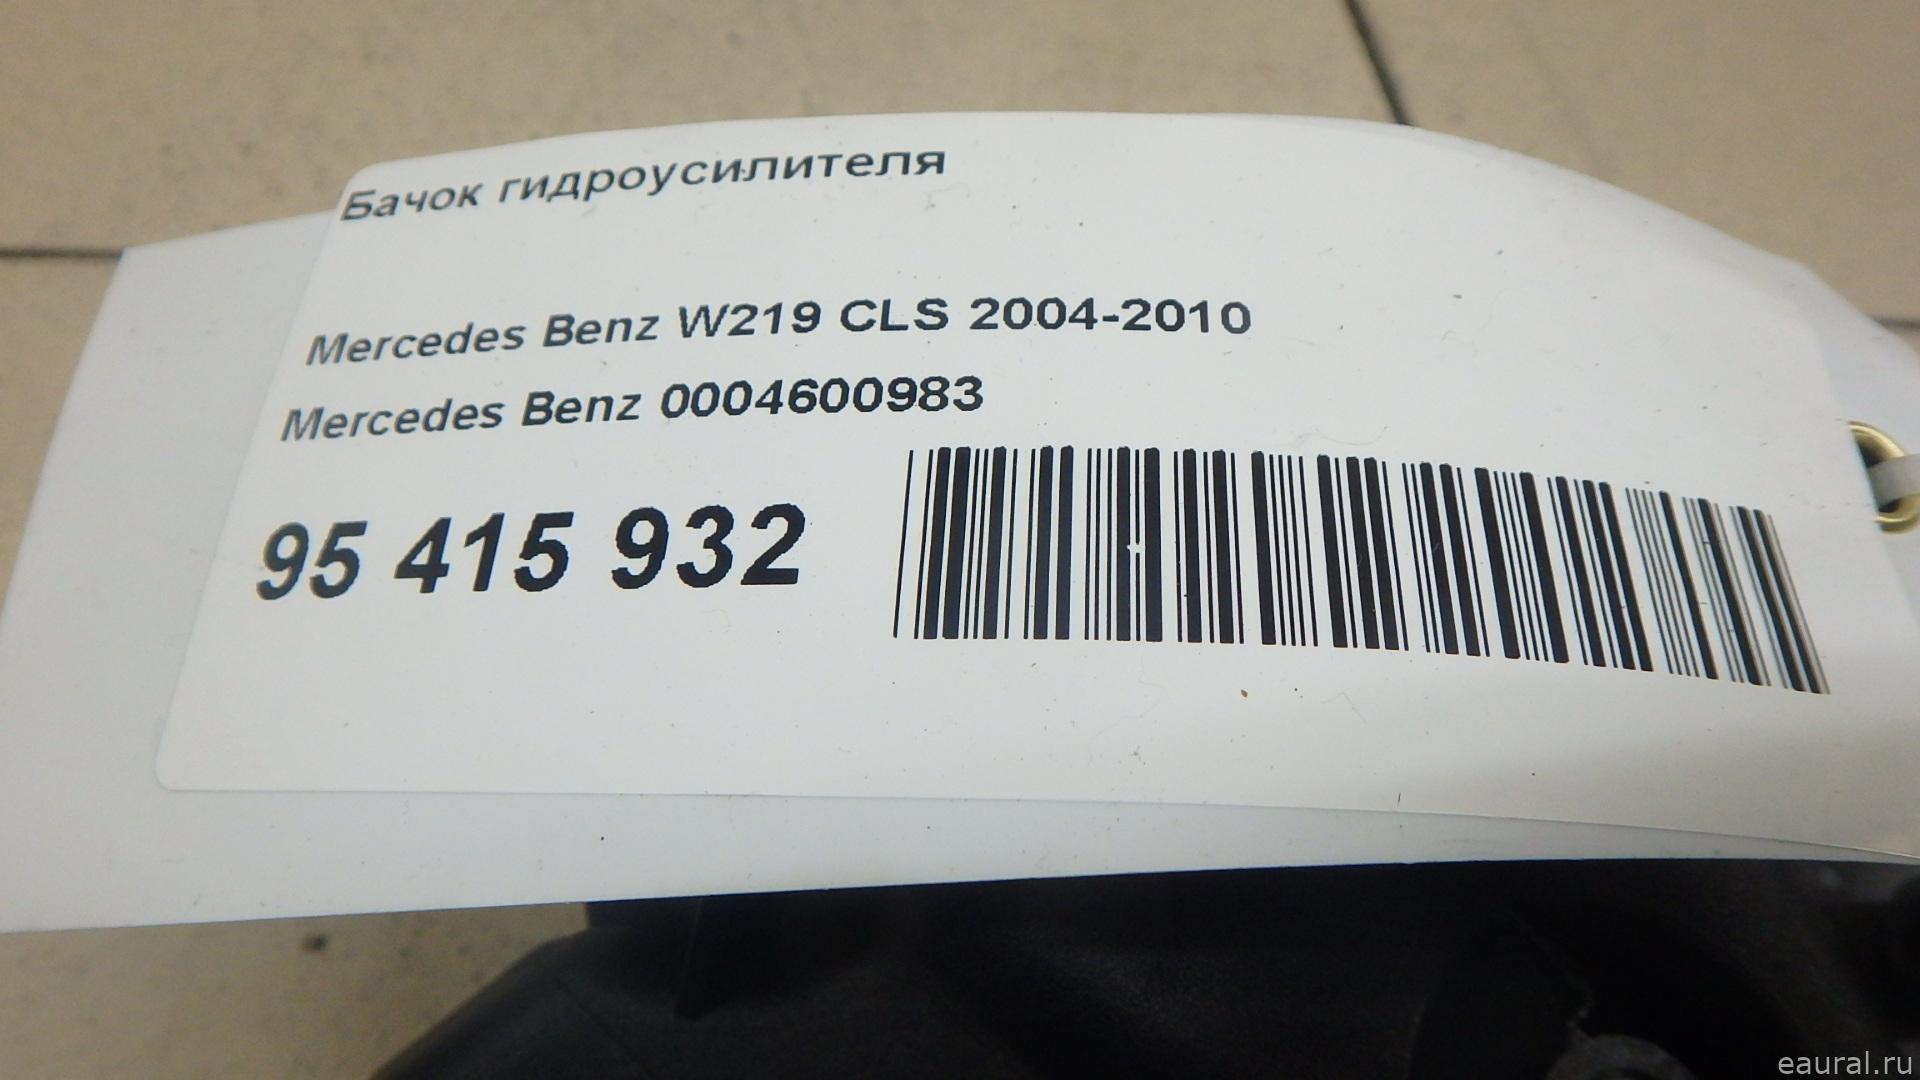 Бачок гидроусилителя
Mercedes Benz W219 CLS 2004-2010
Mercedes Benz 0004600983
95 415 932
eaural.ru